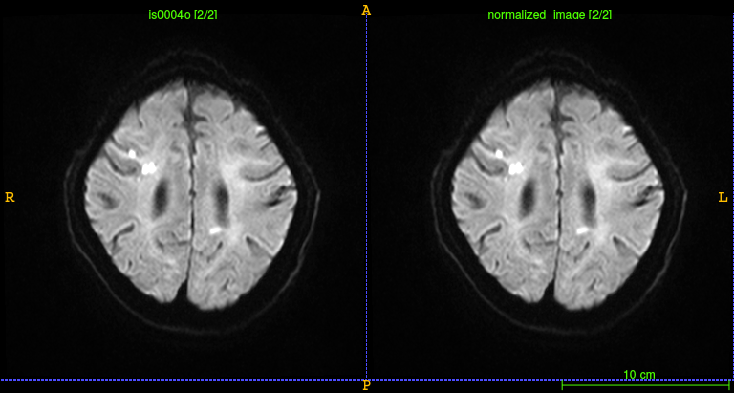 is0004o [2/2]
A
normalized_image [2/2]
R
L
10 cm
P